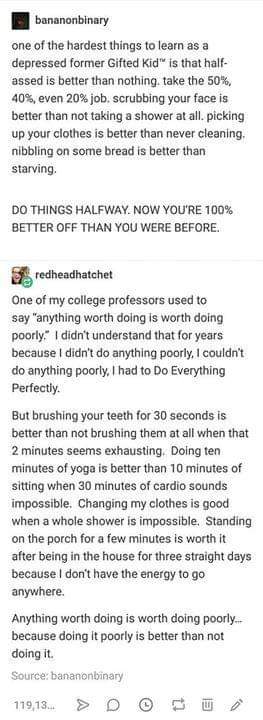 bananonbinary
one of the hardest things to learn as a
depressed former Gifted Kid™ is that half-
assed is better than nothing. take the 50%,
40%, even 20% job. scrubbing your face is
better than not taking a shower at all. picking
up your clothes is better than never cleaning.
nibbling on some bread is better than
starving.
DO THINGS HALFWAY. NOW YOU'RE 100%
BETTER OFF THAN YOU WERE BEFORE.
redheadhatchet
One of my college professors used to
say “anything worth doing is worth doing
poorly.”  I didn’t understand that for years
because I didn’t do anything poorly, I couldn’t
do anything poorly, I had to Do Everything
Perfectly.
But brushing your teeth for 30 seconds is
better than not brushing them at all when that
2 minutes seems exhausting.  Doing ten
minutes of yoga is better than 10 minutes of
sitting when 30 minutes of cardio sounds
impossible.  Changing my clothes is good
when a whole shower is impossible.  Standing
on the porch for a few minutes is worth it
after being in the house for three straight days
because I don’t have the energy to go
anywhere.
Anything worth doing is worth doing poorly…
because doing it poorly is better than not
doing it.
Source: bananonbinary
119,13...